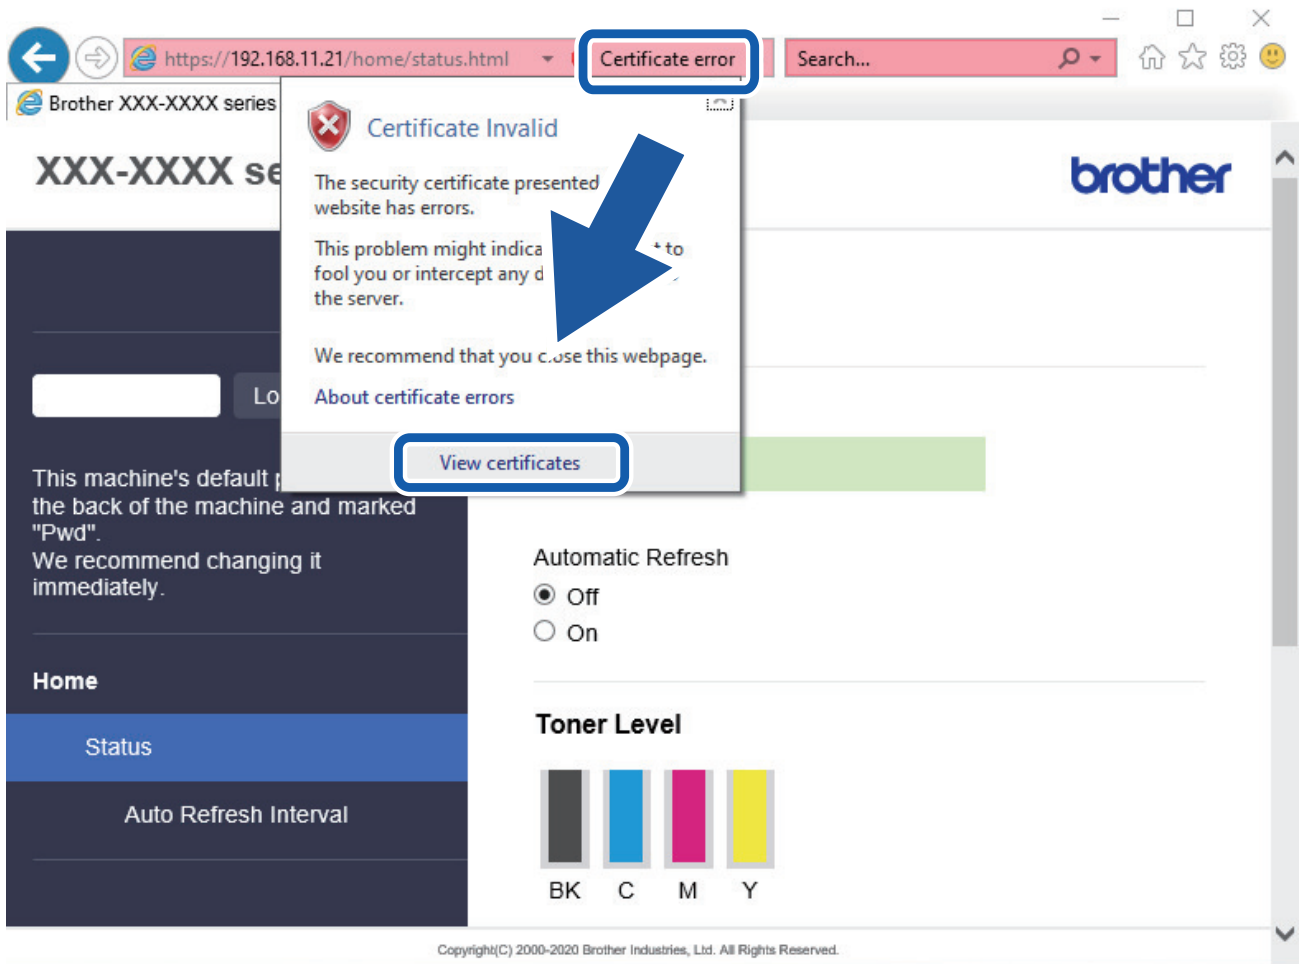 https://192.168.11.21/home/status.html
Certificate error
Search...
Brother XXX-XXXX series
Certificate Invalid
XXX-XXXX se
brother
The security certificate presented
website has errors.
This problem might indica t to
fool you or intercept any d
the server.
We recommend that you close this webpage.
About certificate errors
Lo
View certificates
This machine's default p
the back of the machine and marked
"Pwd".
We recommend changing it
immediately.
Automatic Refresh
Off
On
Home
Status
Auto Refresh Interval
Toner Level
BK C M Y
Copyright(C) 2000-2020 Brother Industries, Ltd. All Rights Reserved.